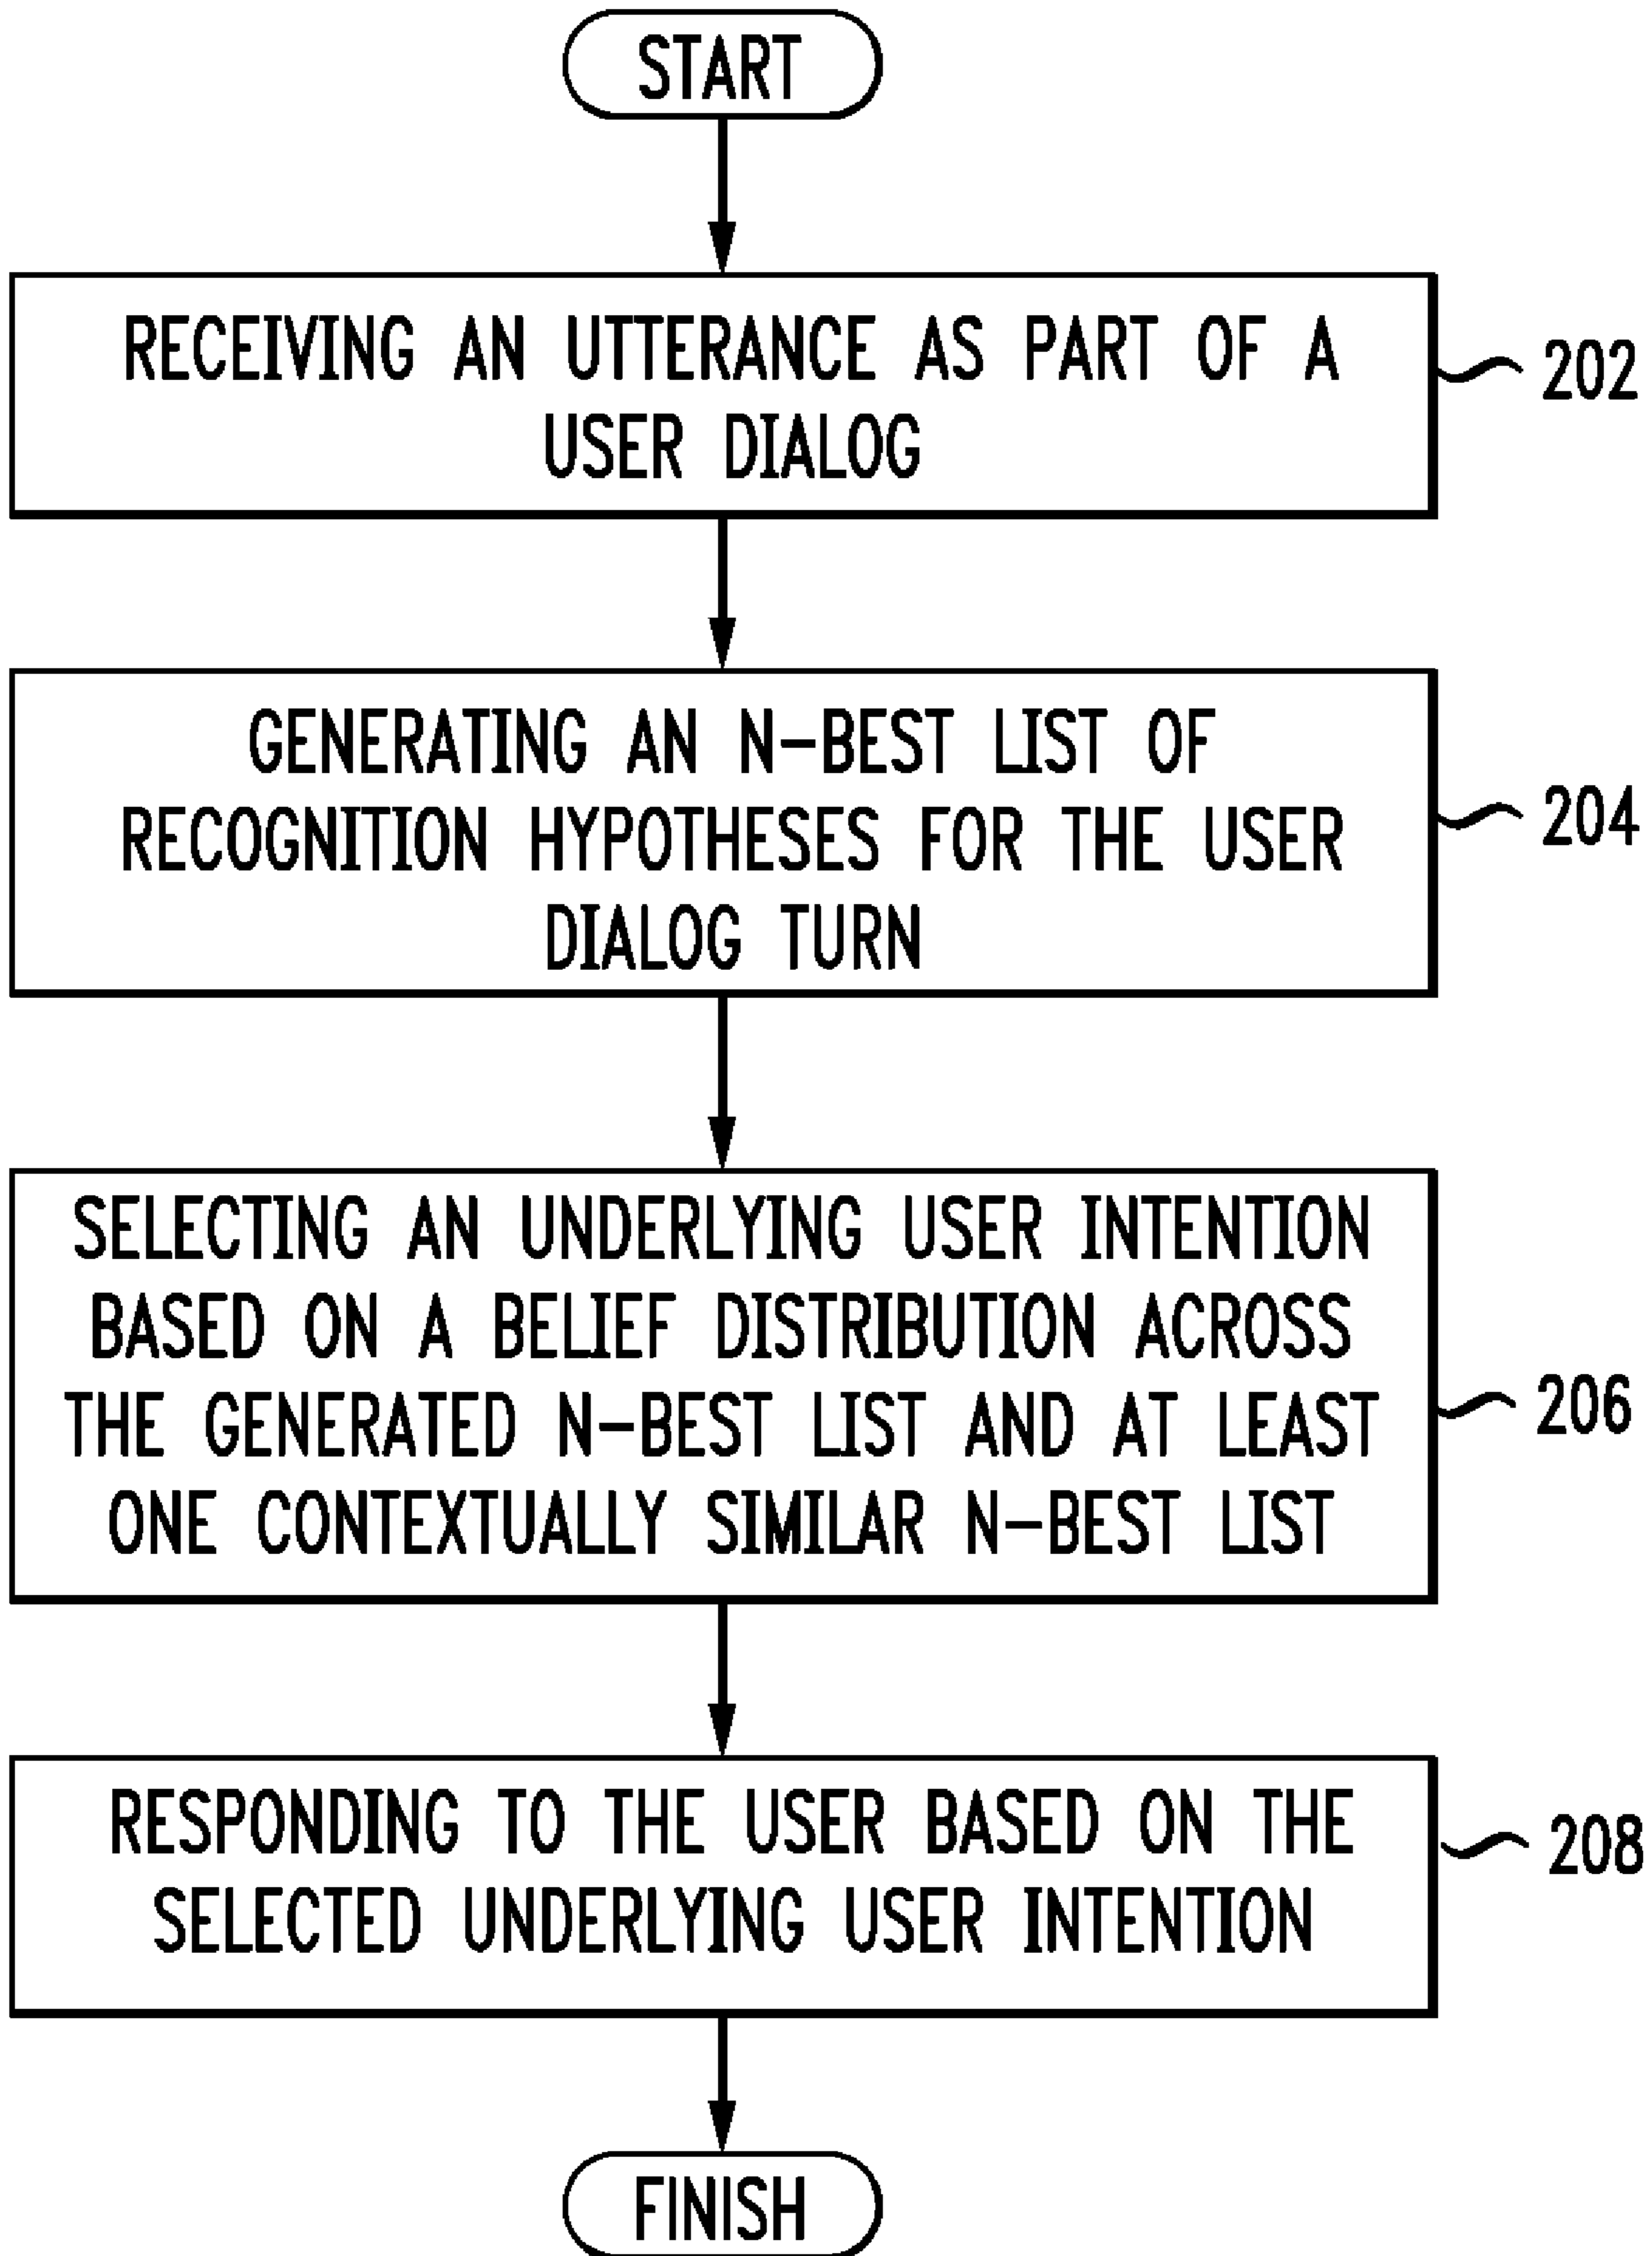 START
RECEIVING AN UTTERANCE AS PART OF A
USER DIALOG
202
GENERATING AN N-BEST LIST OF
RECOGNITION HYPOTHESES FOR THE USER
DIALOG TURN
204
SELECTING AN UNDERLYING USER INTENTION
BASED ON A BELIEF DISTRIBUTION ACROSS
THE GENERATED N-BEST LIST AND AT LEAST
ONE CONTEXTUALLY SIMILAR N-BEST LIST
206
RESPONDING TO THE USER BASED ON THE
SELECTED UNDERLYING USER INTENTION
208
FINISH